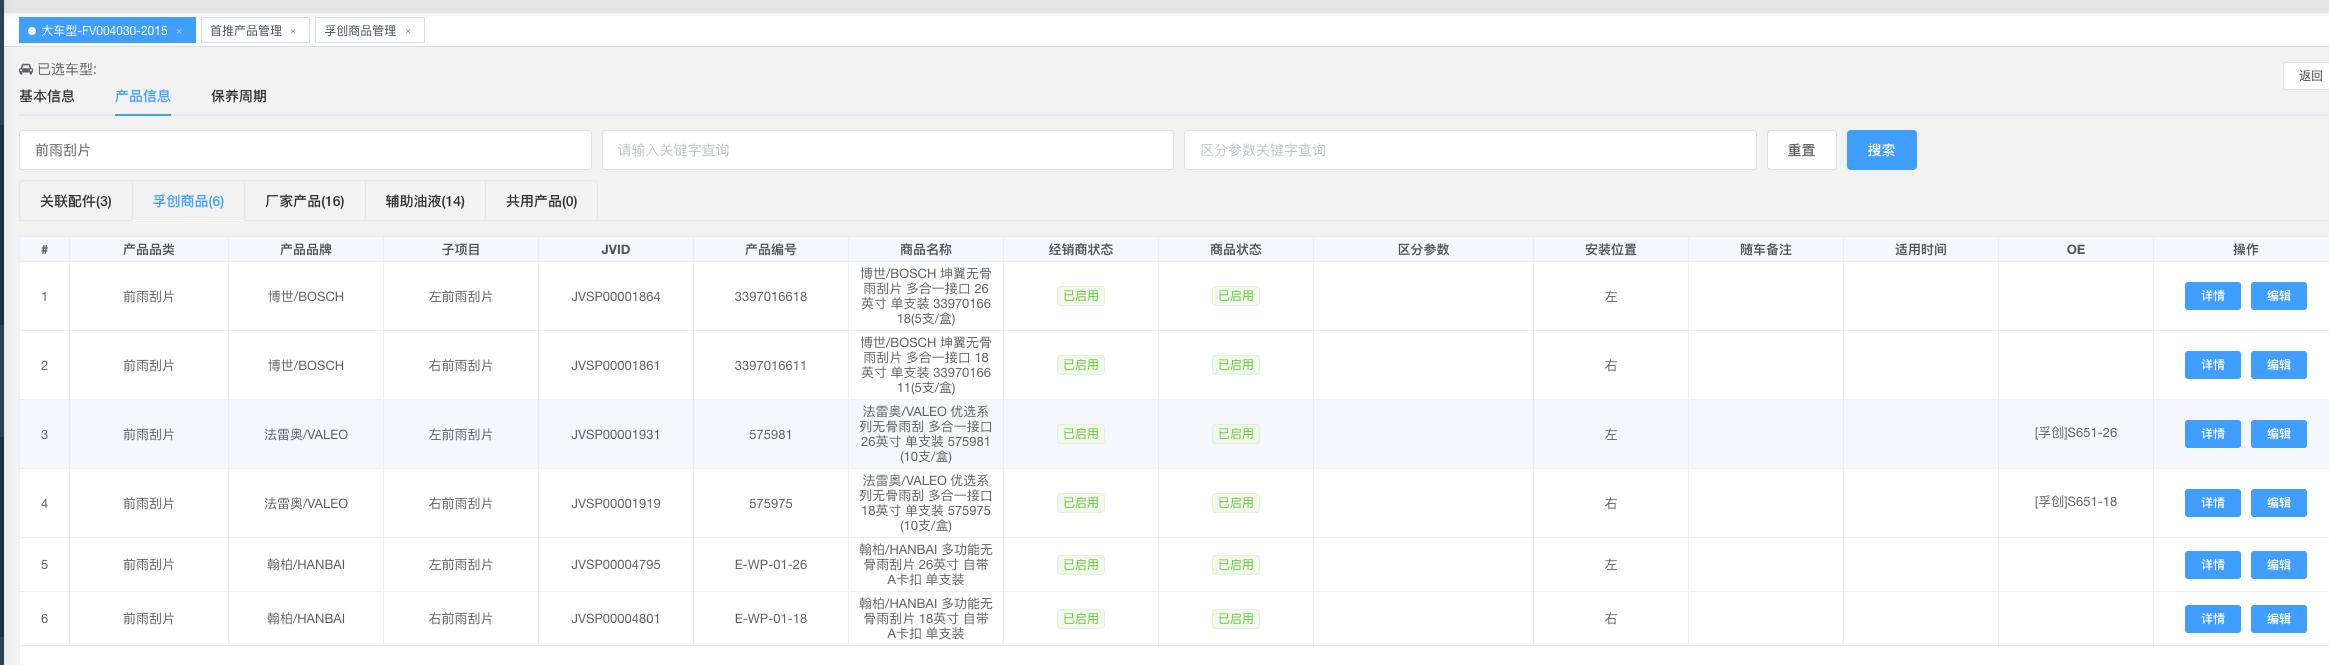 大车型-FV004030-2015 × 首推产品管理 × 孚创商品管理 ×
已选车型:
返回
基本信息 产品信息 保养周期
前雨刮片 请输入关键字查询 区分参数关键字查询 重置 搜索
关联配件(3) 孚创商品(6) 厂家产品(16) 辅助油液(14) 共用产品(0)
# 产品品类 产品品牌 子项目 JVID 产品编号 商品名称 经销商状态 商品状态 区分参数 安装位置 随车备注 适用时间 OE 操作
1 前雨刮片 博世/BOSCH 左前雨刮片 JVSP00001864 3397016618
博世/BOSCH 坤翼无骨
雨刮片 多合一接口 26
英寸 单支装 33970166
18(5支/盒)
已启用 已启用 左 详情 编辑
2 前雨刮片 博世/BOSCH 右前雨刮片 JVSP00001861 3397016611
博世/BOSCH 坤翼无骨
雨刮片 多合一接口 18
英寸 单支装 33970166
11(5支/盒)
已启用 已启用 右 详情 编辑
3 前雨刮片 法雷奥/VALEO 左前雨刮片 JVSP00001931 575981
法雷奥/VALEO 优选系
列无骨雨刮 多合一接口
26英寸 单支装 575981
(10支/盒)
已启用 已启用 左 [孚创]S651-26 详情 编辑
4 前雨刮片 法雷奥/VALEO 右前雨刮片 JVSP00001919 575975
法雷奥/VALEO 优选系
列无骨雨刮 多合一接口
18英寸 单支装 575975
(10支/盒)
已启用 已启用 右 [孚创]S651-18 详情 编辑
5 前雨刮片 翰柏/HANBAI 左前雨刮片 JVSP00004795 E-WP-01-26
翰柏/HANBAI 多功能无
骨雨刮片 26英寸 自带
A卡扣 单支装
已启用 已启用 左 详情 编辑
6 前雨刮片 翰柏/HANBAI 右前雨刮片 JVSP00004801 E-WP-01-18
翰柏/HANBAI 多功能无
骨雨刮片 18英寸 自带
A卡扣 单支装
已启用 已启用 右 详情 编辑